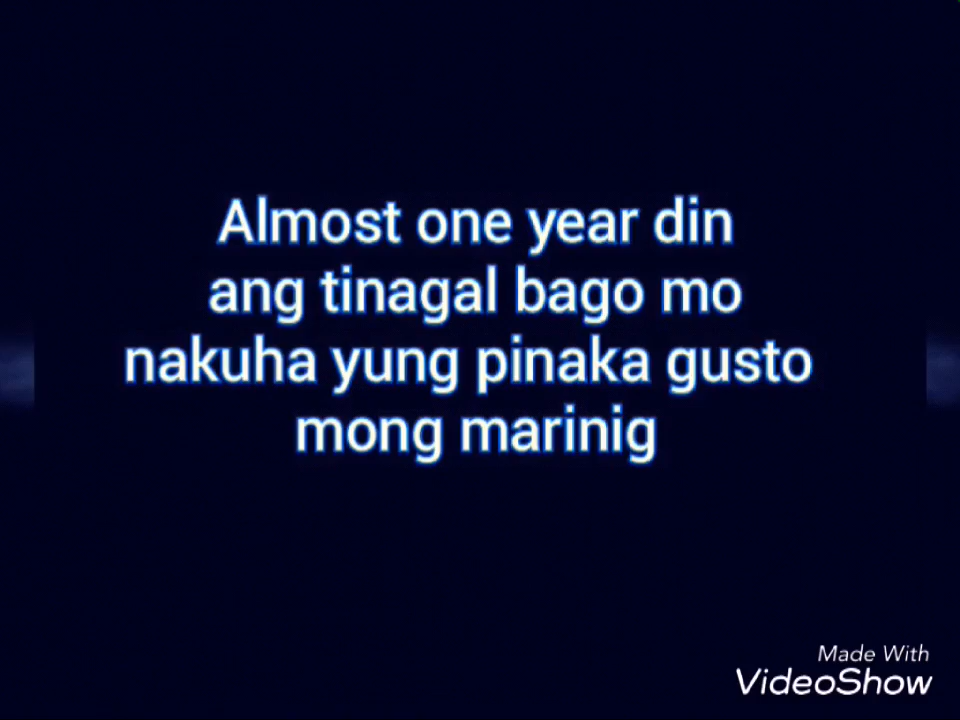 Almost one year din
ang tinagal bago mo
nakuha yung pinaka gusto
mong marinig
Made With
VideoShow